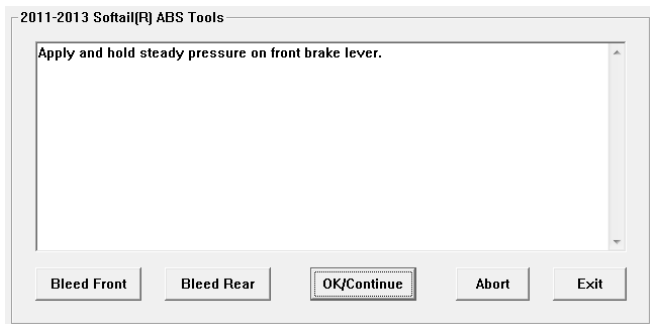 2011-2013 Softail(R) ABS Tools
Apply and hold steady pressure on front brake lever.
Bleed Front Bleed Rear OK/Continue Abort Exit